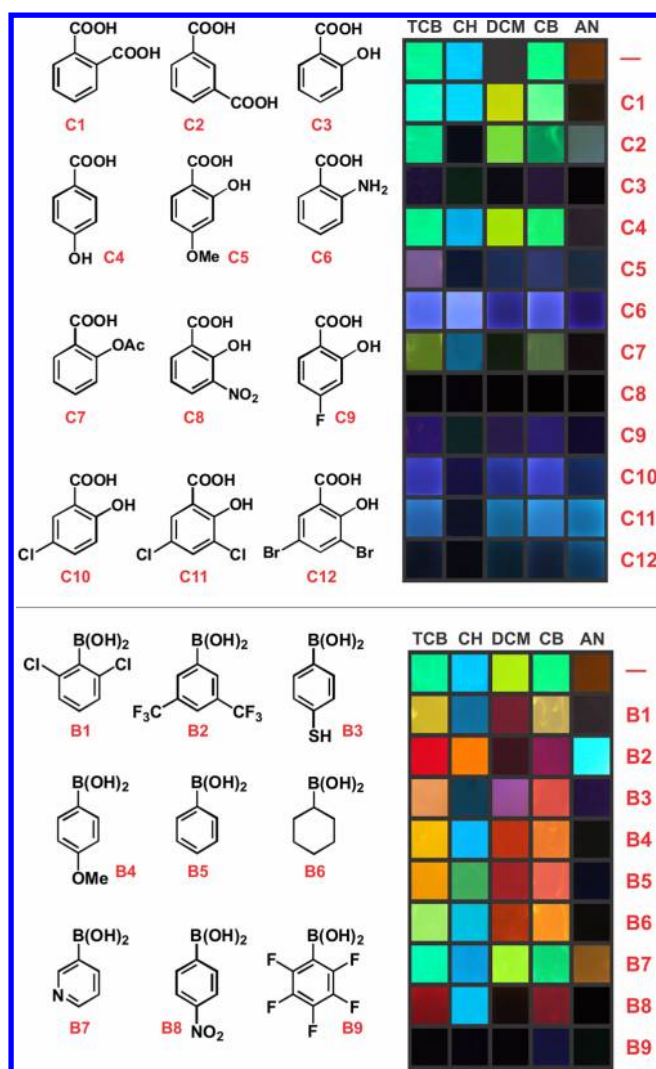 COOH
COOH
C1
COOH
COOH
C2
COOH
OH
C3
COOH
OH
C4
COOH
OH
OMe
C5
COOH
NH2
C6
COOH
OAc
C7
COOH
OH
NO2
C8
COOH
OH
F
C9
COOH
OH
Cl
C10
COOH
OH
Cl
Cl
C11
COOH
OH
Br
Br
C12
TCB CH DCM CB AN
—
C1
C2
C3
C4
C5
C6
C7
C8
C9
C10
C11
C12
B(OH)2
Cl
Cl
B1
B(OH)2
F3C
CF3
B2
B(OH)2
SH
B3
B(OH)2
OMe
B4
B(OH)2
B5
B(OH)2
B6
B(OH)2
N
B7
B(OH)2
NO2
B8
B(OH)2
F
F
F
F
F
B9
TCB CH DCM CB AN
—
B1
B2
B3
B4
B5
B6
B7
B8
B9